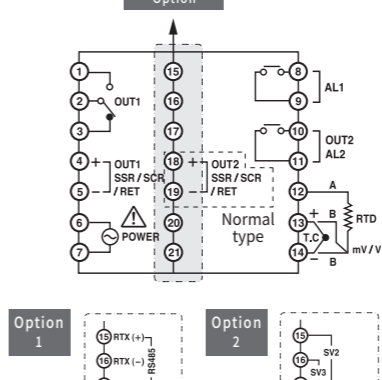 Option
1
2
3
4
5
6
7
OUT1
+ OUT1
SSR / SCR
- / RET
POWER
15
16
17
18
19
20
21
+ OUT2
SSR / SCR
- / RET
Normal
type
8
9
10
11
12
13
14
AL1
OUT2
AL2
A
+ B
RTD
T.C
- B
mV / V
Option
1
15 RTX (+)
16 RTX (-)
RS485
Option
2
15
16
SV2
SV3